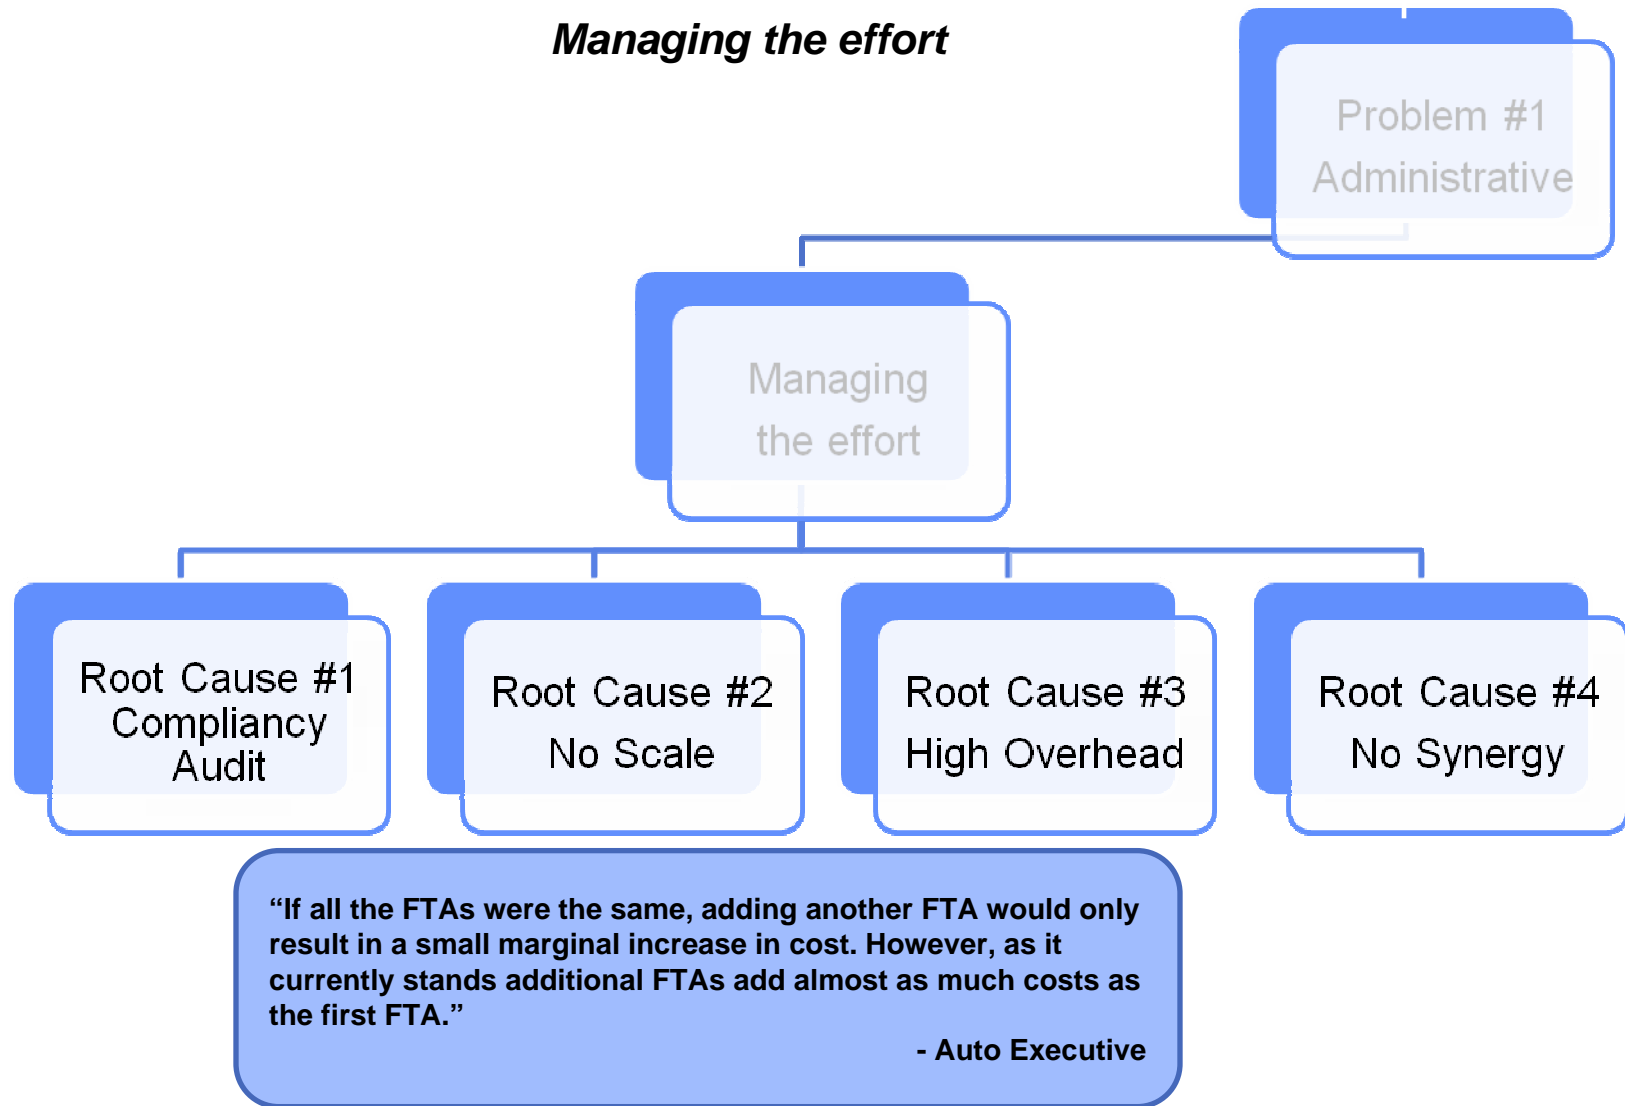 Managing the effort
Problem #1
Administrative
Managing
the effort
Root Cause #1
Compliancy
Audit
Root Cause #2
No Scale
Root Cause #3
High Overhead
Root Cause #4
No Synergy
“If all the FTAs were the same, adding another FTA would only
result in a small marginal increase in cost. However, as it
currently stands additional FTAs add almost as much costs as
the first FTA.”
- Auto Executive